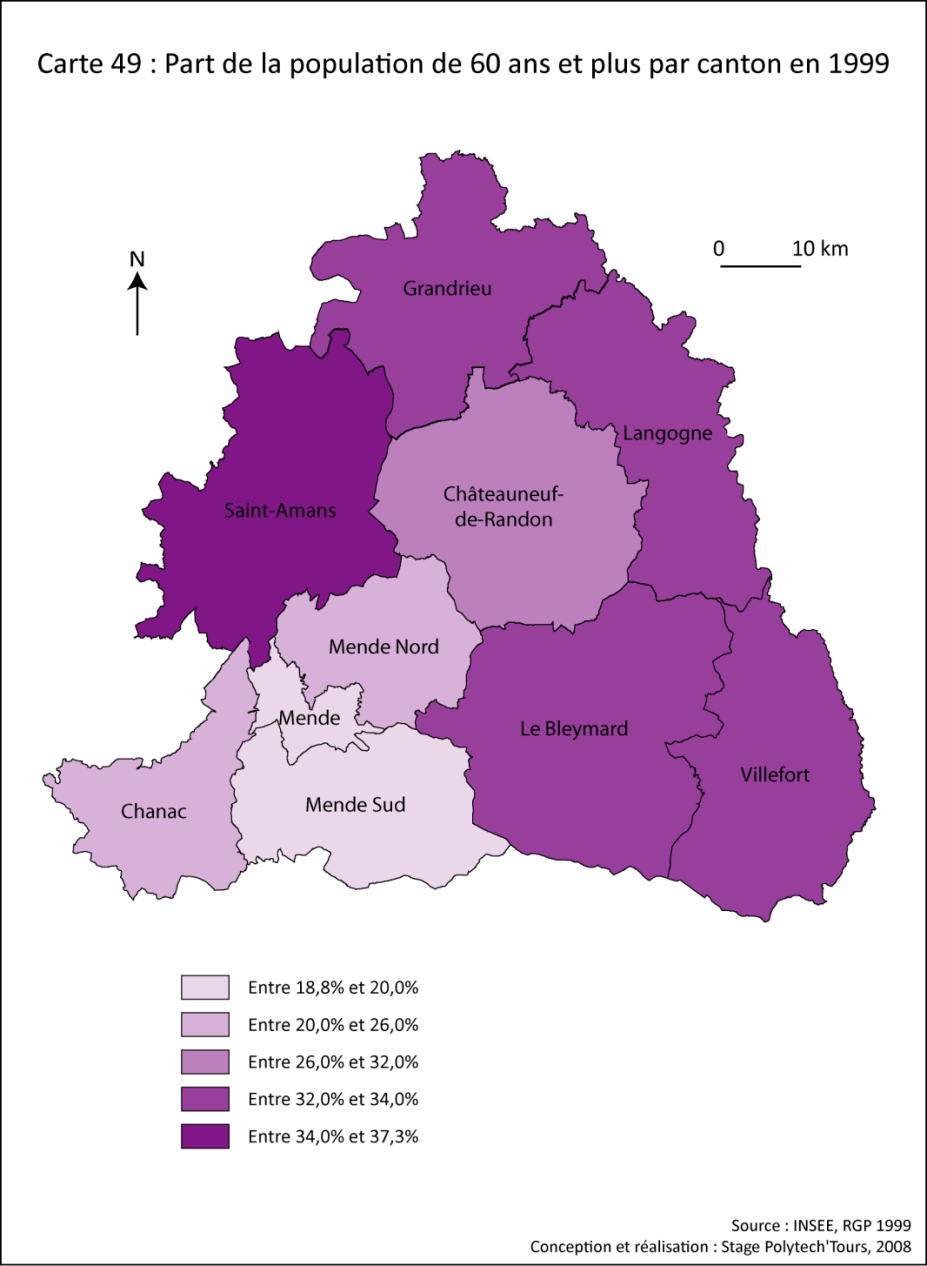 Carte 49 : Part de la population de 60 ans et plus par canton en 1999
0 10 km
N
Grandrieu
Langogne
Châteauneuf-
de-Randon
Saint-Amans
Mende Nord
Mende
Le Bleymard
Villefort
Mende Sud
Chanac
Entre 18,8% et 20,0%
Entre 20,0% et 26,0%
Entre 26,0% et 32,0%
Entre 32,0% et 34,0%
Entre 34,0% et 37,3%
Source : INSEE, RGP 1999
Conception et réalisation : Stage Polytech'Tours, 2008